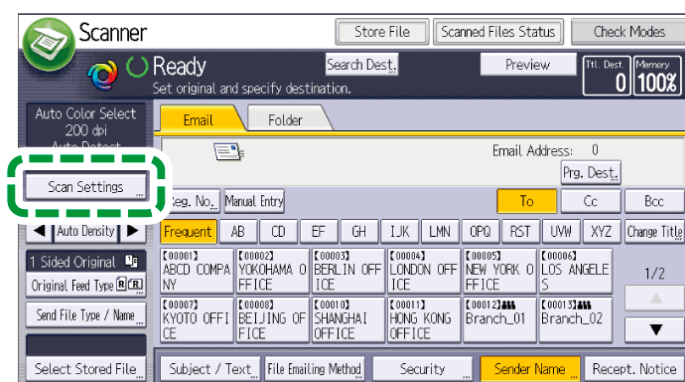 Scanner
Store File
Scanned Files Status
Check Modes
Ready
Search Dest.
Preview
Ttl. Dest.
0
Memory
100%
Set original and specify destination.
Auto Color Select
200 dpi
Auto Detect
Scan Settings
Auto Density
1 Sided Original
Original Feed Type
Send File Type / Name
Select Stored File
Email
Folder
Email Address: 0
Prg. Dest.
Reg. No.
Manual Entry
To
Cc
Bcc
Frequent
AB
CD
EF
GH
IJK
LMN
OPQ
RST
UVW
XYZ
Change Title
[00001]
ABCD COMPA
NY
[00002]
YOKOHAMA O
FFICE
[00003]
BERLIN OFF
ICE
[00004]
LONDON OFF
ICE
[00005]
NEW YORK O
FFICE
[00006]
LOS ANGELE
S
1/2
[00007]
KYOTO OFFI
CE
[00008]
BEIJING OF
FICE
[00010]
SHANGHAI
OFFICE
[00011]
HONG KONG
OFFICE
[00012]
Branch_01
[00013]
Branch_02
Subject / Text
File Emailing Method
Security
Sender Name
Recept. Notice